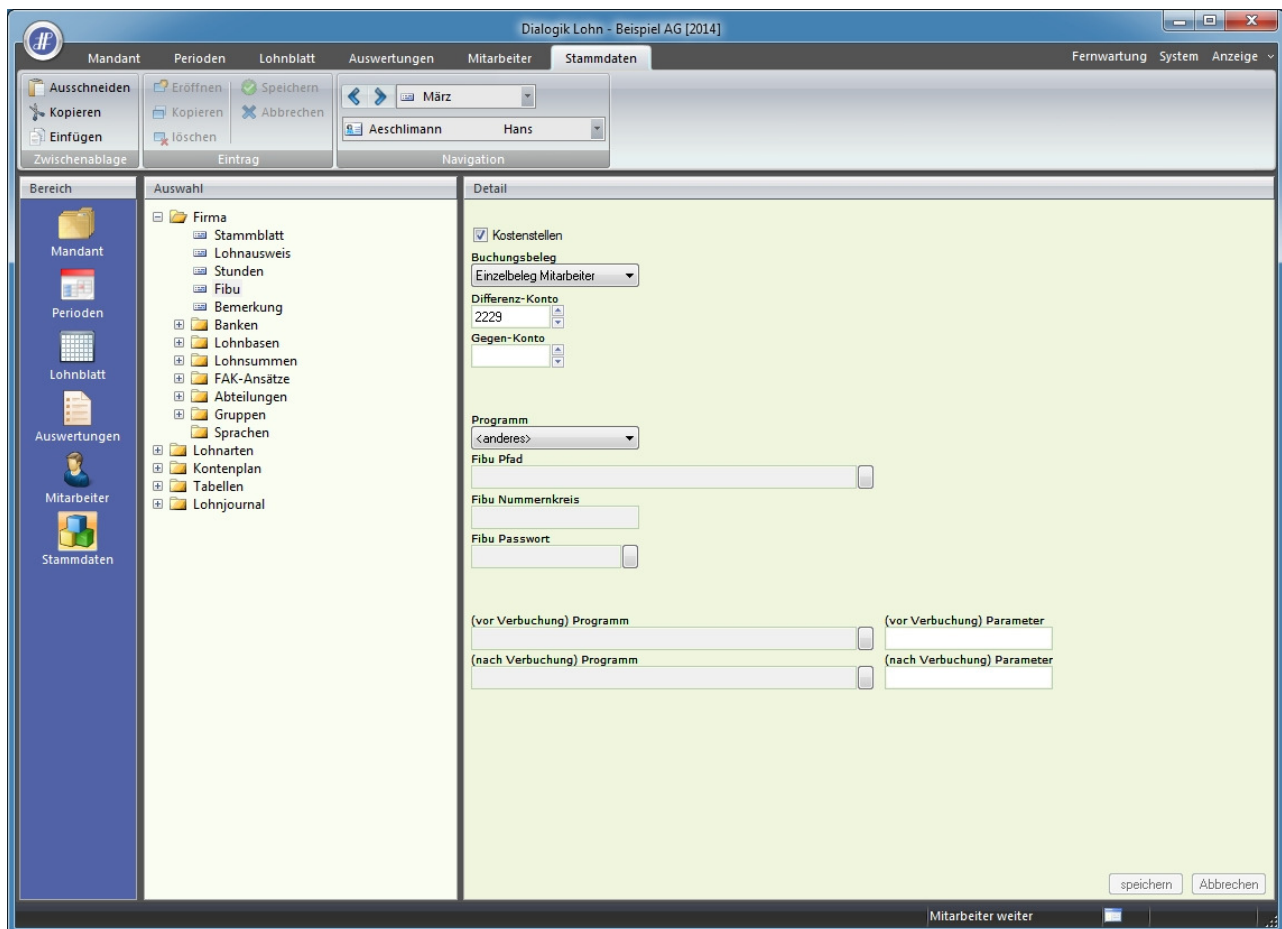 Dialogik Lohn - Beispiel AG [2014]
Mandant Perioden Lohnblatt Auswertungen Mitarbeiter Stammdaten Fernwartung System Anzeige
Ausschneiden
Kopieren
Einfügen
Zwischenablage
Eröffnen Speichern
Kopieren Abbrechen
löschen
Eintrag
März
Aeschlimann Hans
Navigation
Bereich
Mandant
Perioden
Lohnblatt
Auswertungen
Mitarbeiter
Stammdaten
Auswahl
Firma
Stammblatt
Lohnausweis
Stunden
Fibu
Bemerkung
Banken
Lohnbasen
Lohnsummen
FAK-Ansätze
Abteilungen
Gruppen
Sprachen
Lohnarten
Kontenplan
Tabellen
Lohnjournal
Detail
Kostenstellen
Buchungsbeleg
Einzelbeleg Mitarbeiter
Differenz-Konto
2229
Gegen-Konto
Programm
<anderes>
Fibu Pfad
Fibu Nummernkreis
Fibu Passwort
(vor Verbuchung) Programm (vor Verbuchung) Parameter
(nach Verbuchung) Programm (nach Verbuchung) Parameter
speichern Abbrechen
Mitarbeiter weiter